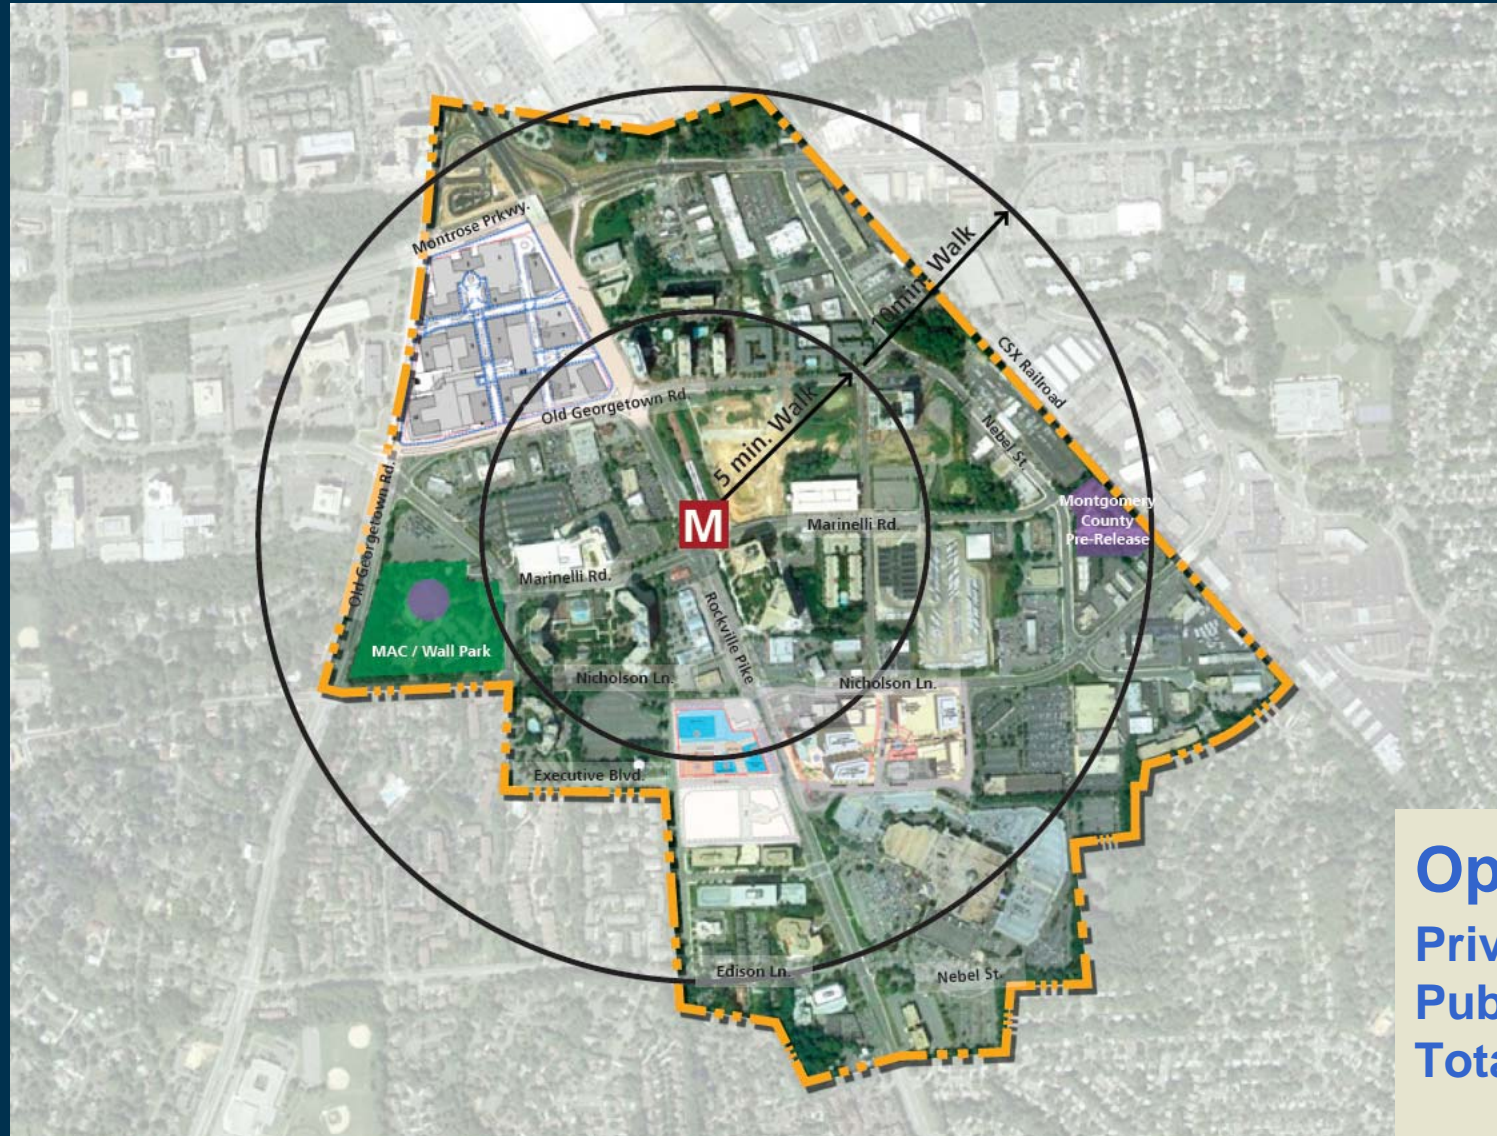 Montrose Prkwy.
10min. Walk
CSX Railroad
Old Georgetown Rd.
5 min. Walk
Nebel St.
Old Georgetown Rd.
M
Marinelli Rd.
Montgomery
County
Pre-Release
Marinelli Rd.
Rockville Pike
MAC / Wall Park
Nicholson Ln.
Nicholson Ln.
Executive Blvd.
Edison Ln.
Nebel St.
Op
Priv
Pub
Tota